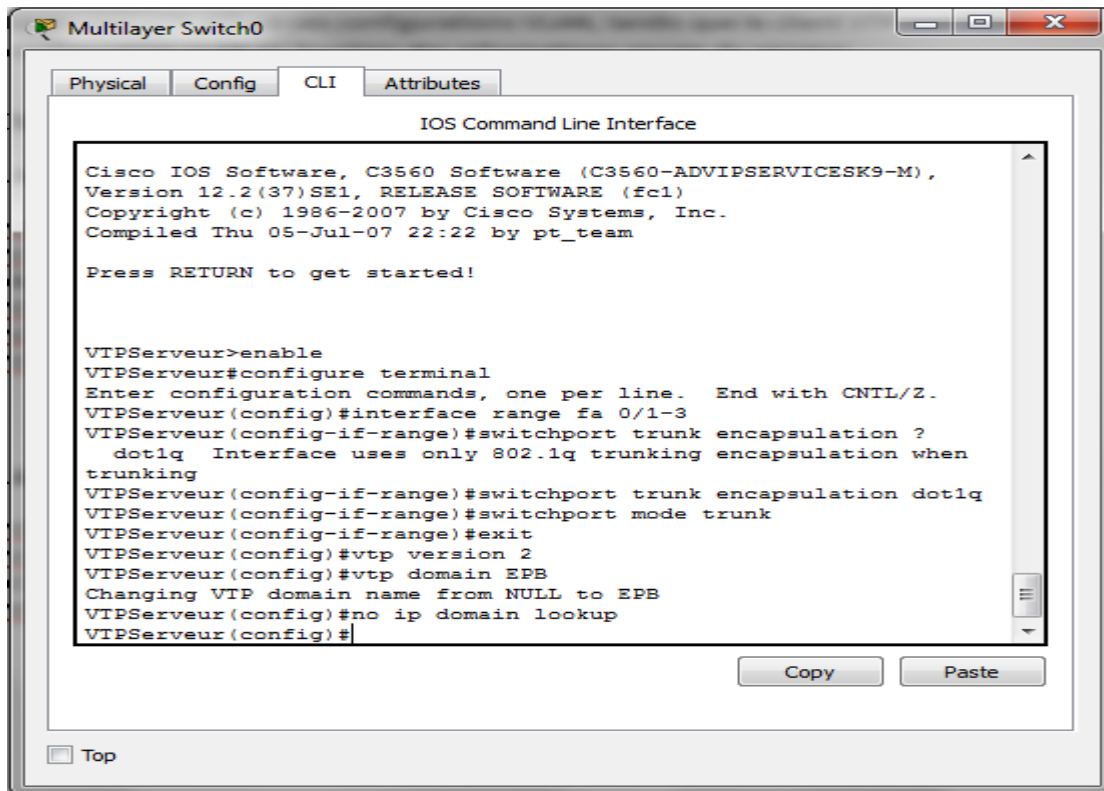 Multilayer Switch0
Physical Config CLI Attributes
IOS Command Line Interface
Cisco IOS Software, C3560 Software (C3560-ADVIPSERVICESK9-M),
Version 12.2(37)SE1, RELEASE SOFTWARE (fc1)
Copyright (c) 1986-2007 by Cisco Systems, Inc.
Compiled Thu 05-Jul-07 22:22 by pt_team
Press RETURN to get started!
VTPServeur>enable
VTPServeur#configure terminal
Enter configuration commands, one per line.  End with CNTL/Z.
VTPServeur(config)#interface range fa 0/1-3
VTPServeur(config-if-range)#switchport trunk encapsulation ?
  dot1q  Interface uses only 802.1q trunking encapsulation when
trunking
VTPServeur(config-if-range)#switchport trunk encapsulation dot1q
VTPServeur(config-if-range)#switchport mode trunk
VTPServeur(config-if-range)#exit
VTPServeur(config)#vtp version 2
VTPServeur(config)#vtp domain EPB
Changing VTP domain name from NULL to EPB
VTPServeur(config)#no ip domain lookup
VTPServeur(config)#
Copy Paste
Top